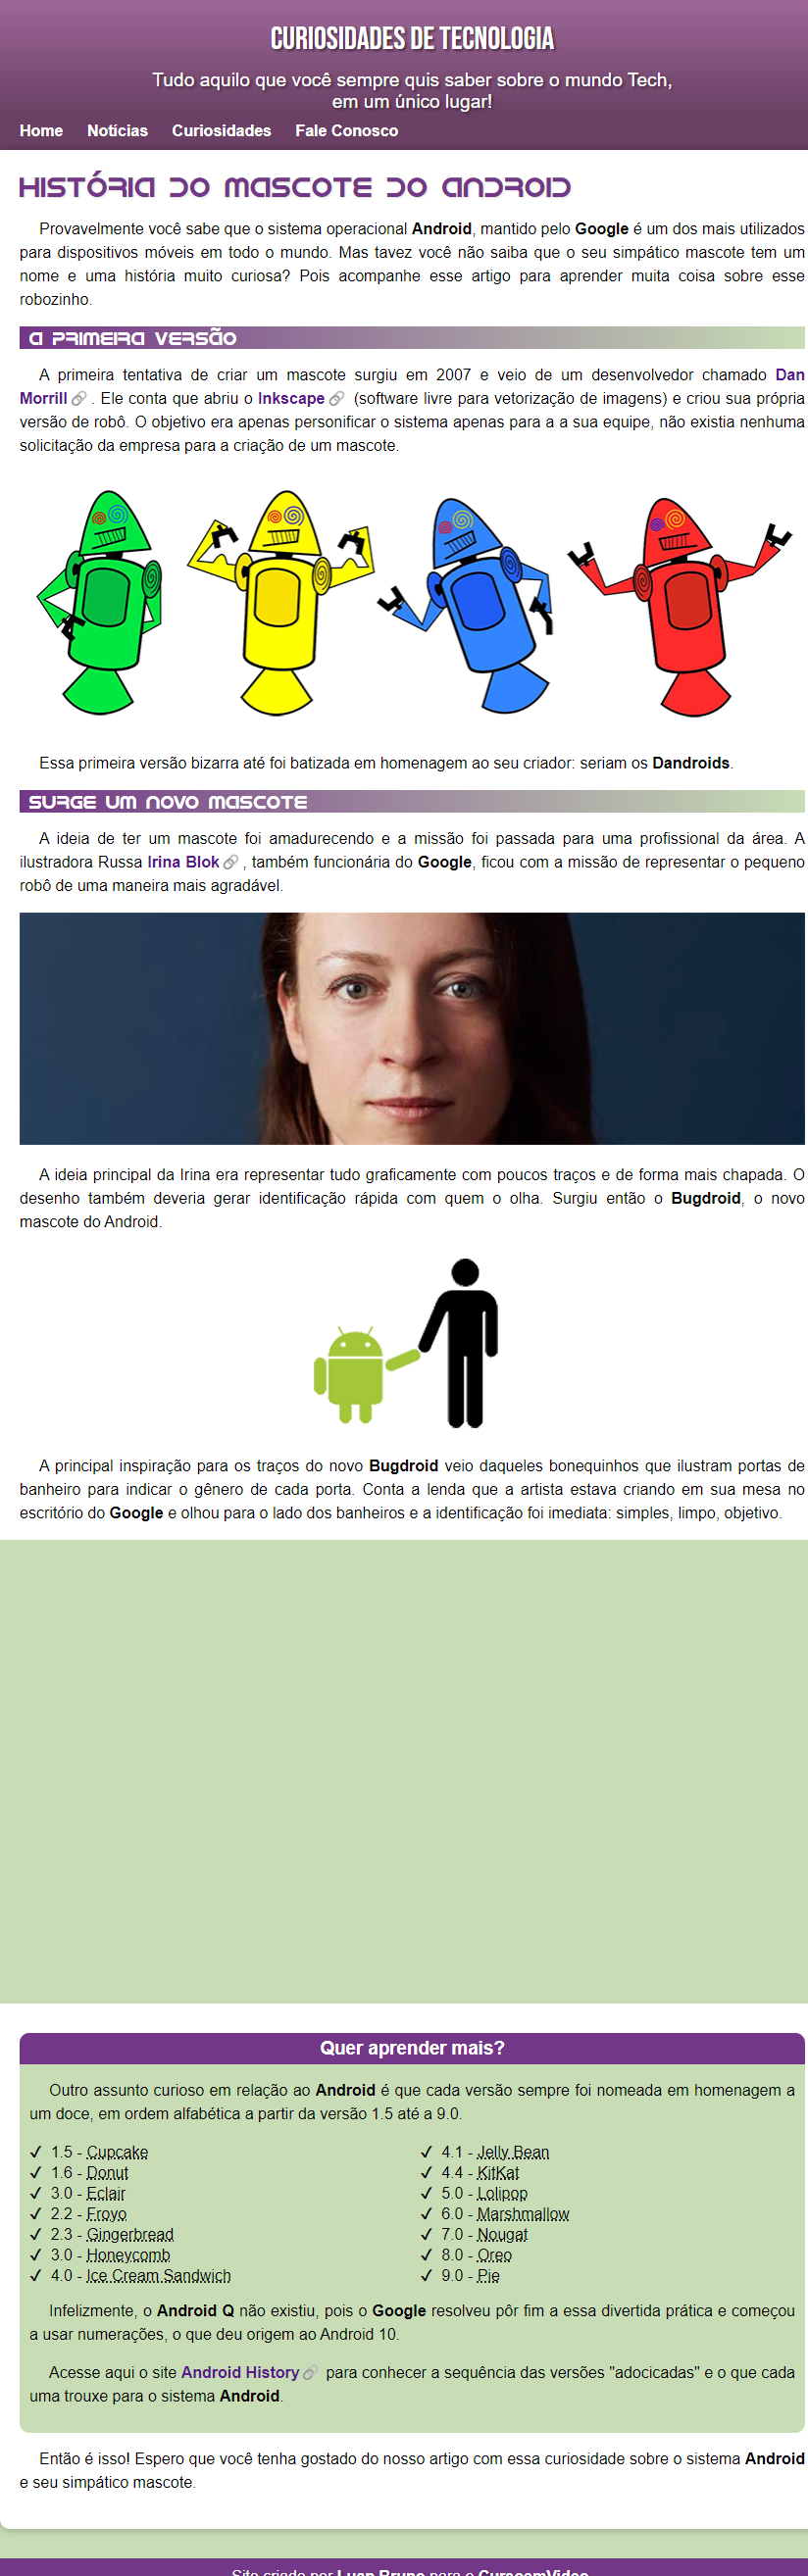 CURIOSIDADES DE TECNOLOGIA
Tudo aquilo que você sempre quis saber sobre o mundo Tech,
em um único lugar!
Home Notícias Curiosidades Fale Conosco
HISTÓRIA DO MASCOTE DO ANDROID
Provavelmente você sabe que o sistema operacional Android, mantido pelo Google é um dos mais utilizados
para dispositivos móveis em todo o mundo. Mas tavez você não saiba que o seu simpático mascote tem um
nome e uma história muito curiosa? Pois acompanhe esse artigo para aprender muita coisa sobre esse
robozinho.
A PRIMEIRA VERSÃO
A primeira tentativa de criar um mascote surgiu em 2007 e veio de um desenvolvedor chamado Dan
Morrill. Ele conta que abriu o Inkscape (software livre para vetorização de imagens) e criou sua própria
versão de robô. O objetivo era apenas personificar o sistema apenas para a a sua equipe, não existia nenhuma
solicitação da empresa para a criação de um mascote.
Essa primeira versão bizarra até foi batizada em homenagem ao seu criador: seriam os Dandroids.
SURGE UM NOVO MASCOTE
A ideia de ter um mascote foi amadurecendo e a missão foi passada para uma profissional da área. A
ilustradora Russa Irina Blok, também funcionária do Google, ficou com a missão de representar o pequeno
robô de uma maneira mais agradável.
A ideia principal da Irina era representar tudo graficamente com poucos traços e de forma mais chapada. O
desenho também deveria gerar identificação rápida com quem o olha. Surgiu então o Bugdroid, o novo
mascote do Android.
A principal inspiração para os traços do novo Bugdroid veio daqueles bonequinhos que ilustram portas de
banheiro para indicar o gênero de cada porta. Conta a lenda que a artista estava criando em sua mesa no
escritório do Google e olhou para o lado dos banheiros e a identificação foi imediata: simples, limpo, objetivo.
Quer aprender mais?
Outro assunto curioso em relação ao Android é que cada versão sempre foi nomeada em homenagem a
um doce, em ordem alfabética a partir da versão 1.5 até a 9.0.
✓ 1.5 - Cupcake
✓ 1.6 - Donut
✓ 3.0 - Eclair
✓ 2.2 - Froyo
✓ 2.3 - Gingerbread
✓ 3.0 - Honeycomb
✓ 4.0 - Ice Cream Sandwich
✓ 4.1 - Jelly Bean
✓ 4.4 - KitKat
✓ 5.0 - Lolipop
✓ 6.0 - Marshmallow
✓ 7.0 - Nougat
✓ 8.0 - Oreo
✓ 9.0 - Pie
Infelizmente, o Android Q não existiu, pois o Google resolveu pôr fim a essa divertida prática e começou
a usar numerações, o que deu origem ao Android 10.
Acesse aqui o site Android History para conhecer a sequência das versões "adocicadas" e o que cada
uma trouxe para o sistema Android.
Então é isso! Espero que você tenha gostado do nosso artigo com essa curiosidade sobre o sistema Android
e seu simpático mascote.
Site criado por Luan Bruno para o CursoemVideo